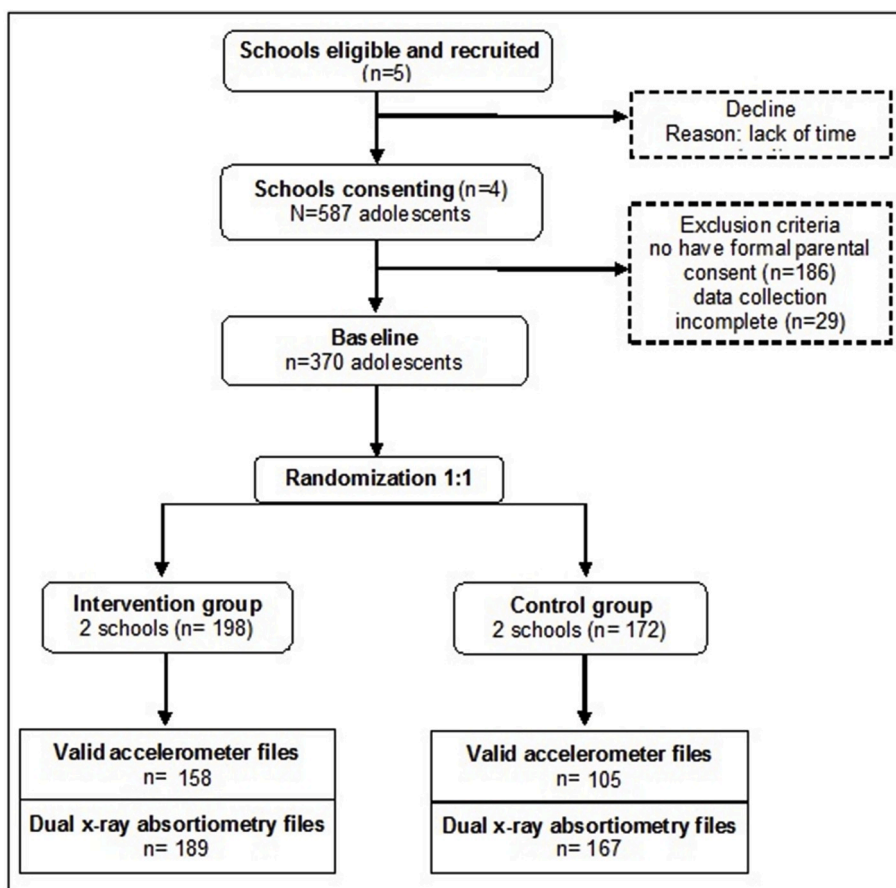 Schools eligible and recruited
(n=5)
Decline
Reason: lack of time
Schools consenting (n=4)
N=587 adolescents
Exclusion criteria
no have formal parental
consent (n=186)
data collection
incomplete (n=29)
Baseline
n=370 adolescents
Randomization 1:1
Intervention group
2 schools (n= 198)
Control group
2 schools (n= 172)
Valid accelerometer files
n= 158
Dual x-ray absortiometry files
n= 189
Valid accelerometer files
n= 105
Dual x-ray absortiometry files
n= 167